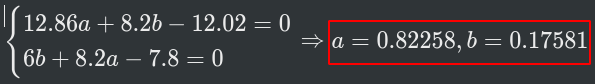 12.86a + 8.2b − 12.02 = 0
6b + 8.2a − 7.8 = 0
⇒ a = 0.82258, b = 0.17581